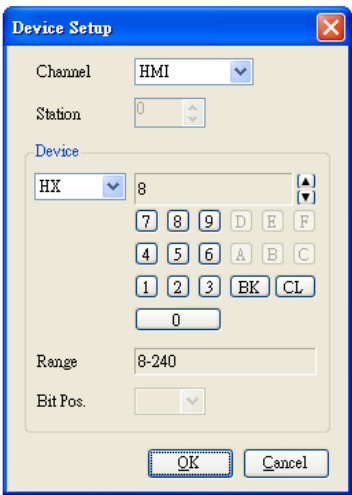 Device Setup
Channel HMI
Station 0
Device
HX 8
7 8 9 D E F
4 5 6 A B C
1 2 3 BK CL
0
Range 8-240
Bit Pos.
OK Cancel